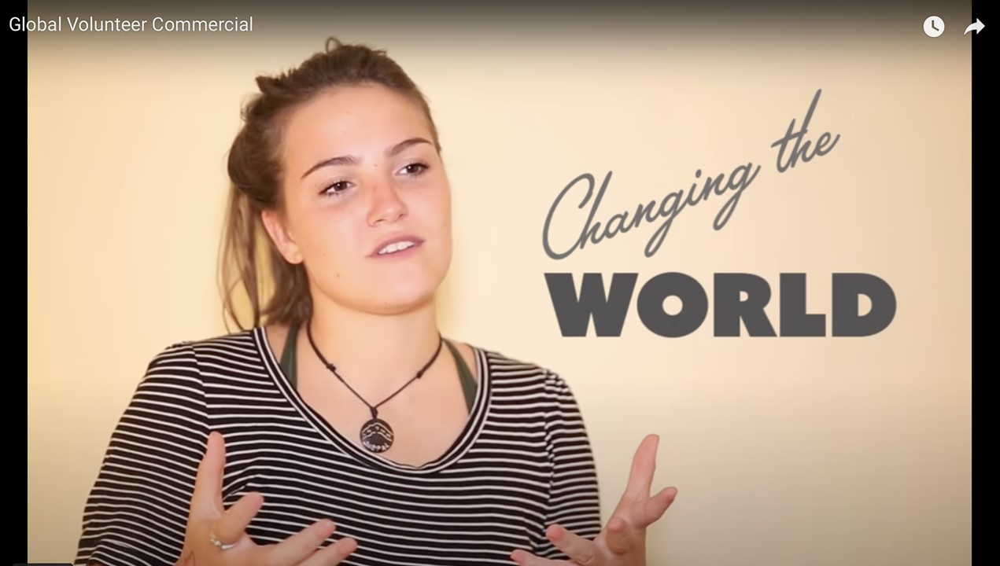 Global Volunteer Commercial
Changing the
WORLD